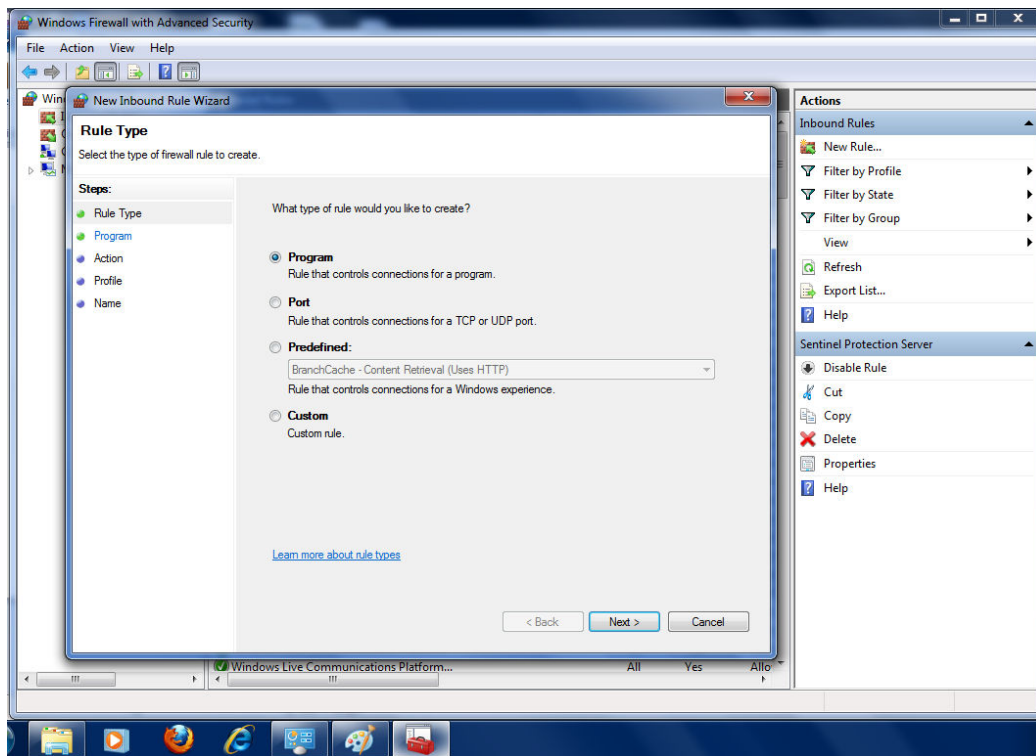 Windows Firewall with Advanced Security
File Action View Help
Win
New Inbound Rule Wizard
Rule Type
Select the type of firewall rule to create.
Steps:
Rule Type
Program
Action
Profile
Name
What type of rule would you like to create?
Program
Rule that controls connections for a program.
Port
Rule that controls connections for a TCP or UDP port.
Predefined:
BranchCache - Content Retrieval (Uses HTTP)
Rule that controls connections for a Windows experience.
Custom
Custom rule.
Learn more about rule types
< Back Next > Cancel
Windows Live Communications Platform... All Yes Allo
Actions
Inbound Rules
New Rule...
Filter by Profile
Filter by State
Filter by Group
View
Refresh
Export List...
Help
Sentinel Protection Server
Disable Rule
Cut
Copy
Delete
Properties
Help